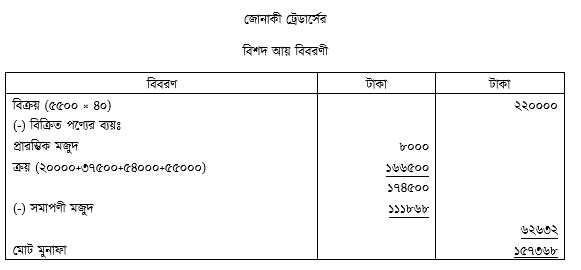 জোনাকী ট্রেডার্সের
বিশদ আয় বিবরণী
বিবরণ টাকা টাকা
বিক্রয় (৫৫০০ × ৪০) ২২০০০০
(-) বিক্রিত পণ্যের ব্যয়ঃ
প্রারম্ভিক মজুদ ৮০০০
ক্রয় (২০০০০+৩৭৫০০+৫৪০০০+৫৫০০০) ১৬৬৫০০
১৭৪৫০০
(-) সমাপণী মজুদ ১১১৮৬৮
৬২৬৩২
মোট মুনাফা ১৫৭৩৬৮